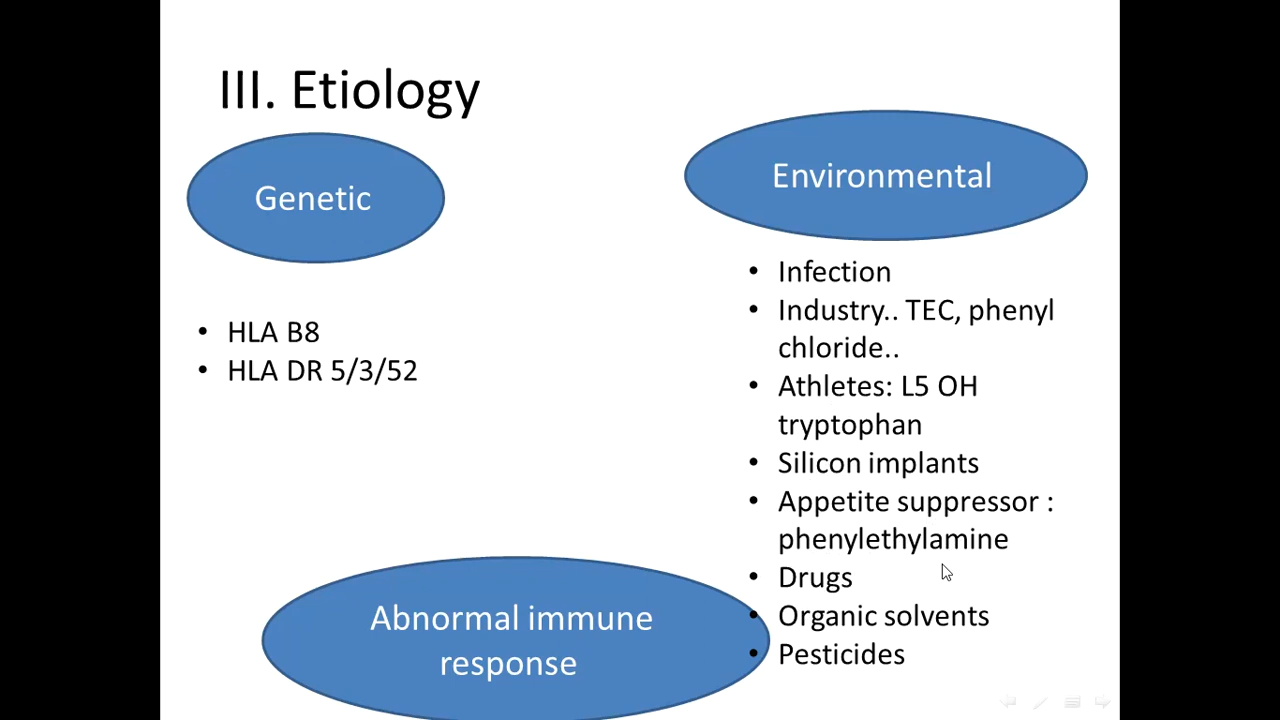 III. Etiology
Genetic
• HLA B8
• HLA DR 5/3/52
Environmental
• Infection
• Industry.. TEC, phenyl
chloride..
• Athletes: L5 OH
tryptophan
• Silicon implants
• Appetite suppressor :
phenylethylamine
• Drugs
• Organic solvents
• Pesticides
Abnormal immune
response